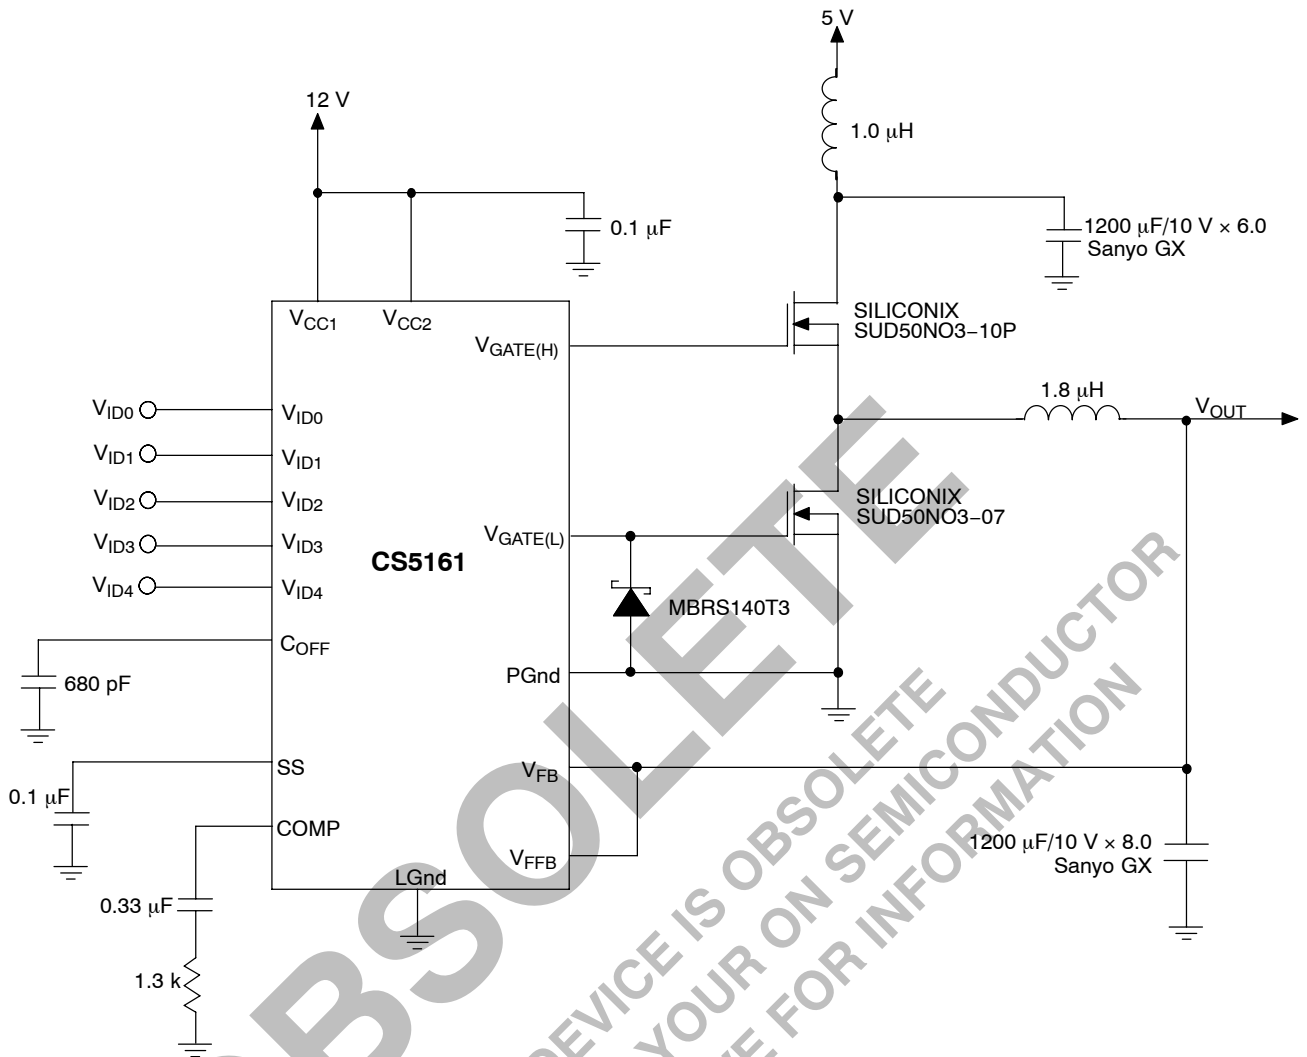 5 V
12 V
1.0 μH
0.1 μF
1200 μF/10 V × 6.0
Sanyo GX
VCC1
VCC2
SILICONIX
SUD50NO3−10P
VGATE(H)
1.8 μH
VOUT
VID0
VID0
VID1
VID1
VID2
VID2
VID3
VID3
VID4
VID4
SILICONIX
SUD50NO3−07
VGATE(L)
CS5161
MBRS140T3
COFF
680 pF
PGnd
SS
VFB
0.1 μF
COMP
VFFB
1200 μF/10 V × 8.0
Sanyo GX
LGnd
0.33 μF
1.3 k
OBSOLETE
DEVICE IS OBSOLETE
YOUR ON SEMICONDUCTOR
FOR INFORMATION